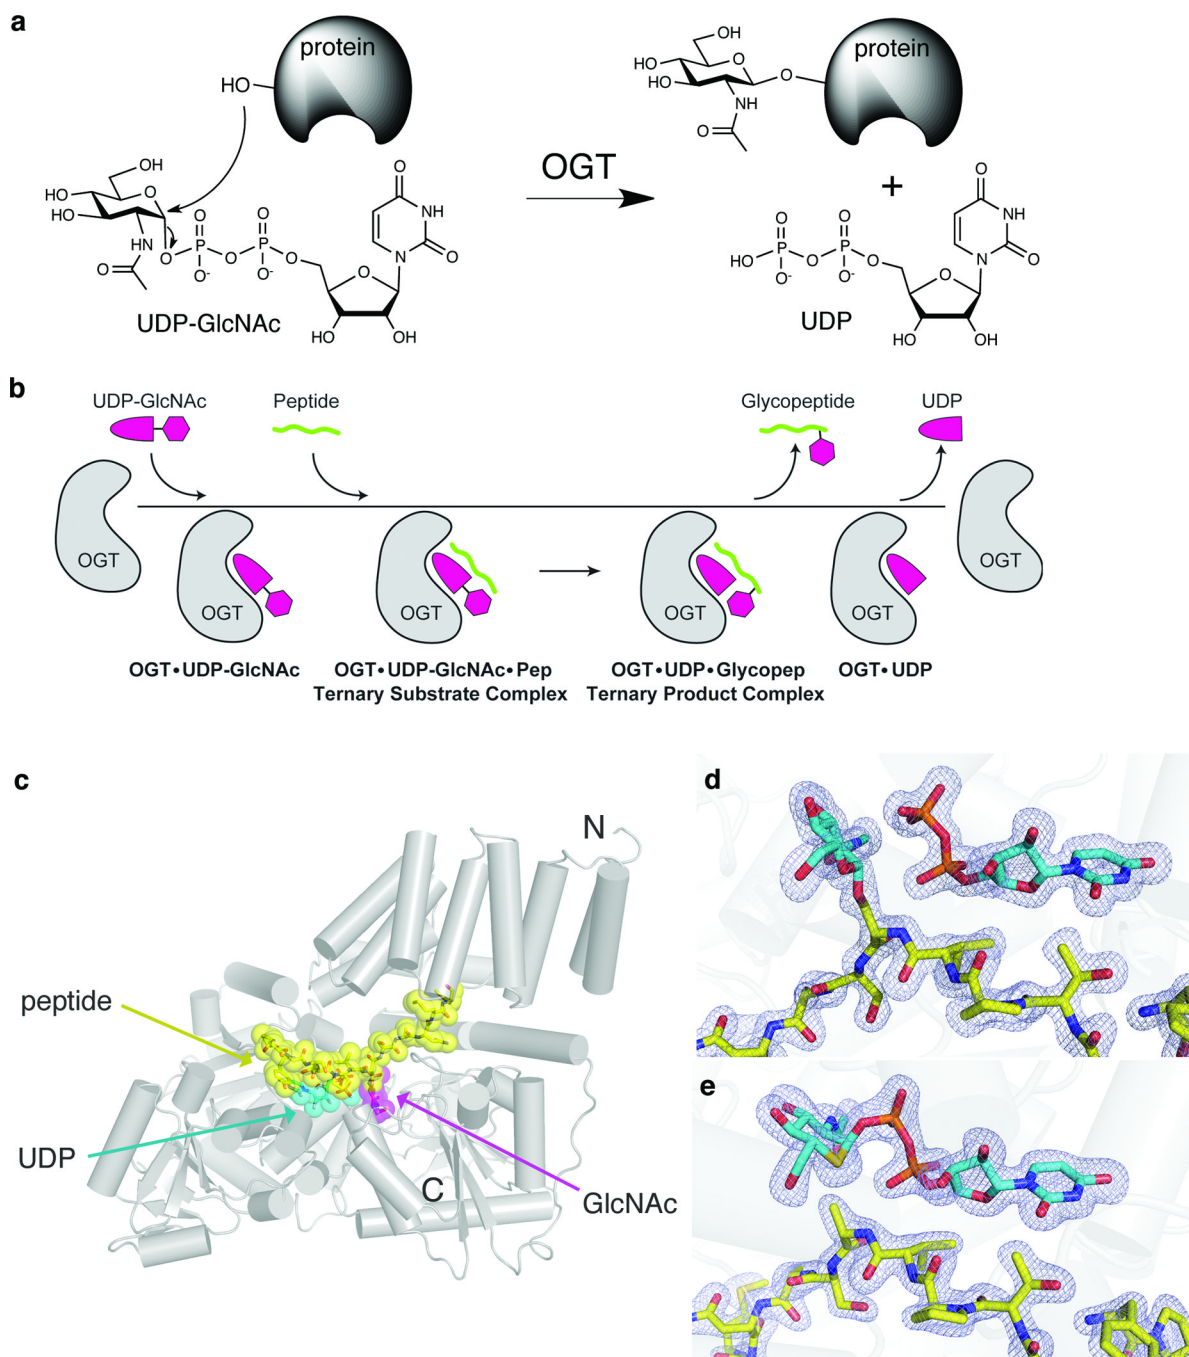 a
protein
HO
OH
HO
HO
O
NH
O
O
O
P
O-
O
O
P
O-
O
O
NH
N
O
O
HO
OH
UDP-GlcNAc
OGT
OH
HO
HO
O
O
NH
O
protein
+
O
NH
N
O
O
O
HO
P
O-
O
P
O-
O
O
HO
OH
UDP
b
UDP-GlcNAc
Peptide
Glycopeptide
UDP
OGT
OGT
OGT
OGT
OGT
OGT
OGT•UDP-GlcNAc
OGT•UDP-GlcNAc•Pep
Ternary Substrate Complex
OGT•UDP•Glycopep
Ternary Product Complex
OGT•UDP
c
N
peptide
UDP
C
GlcNAc
d
e